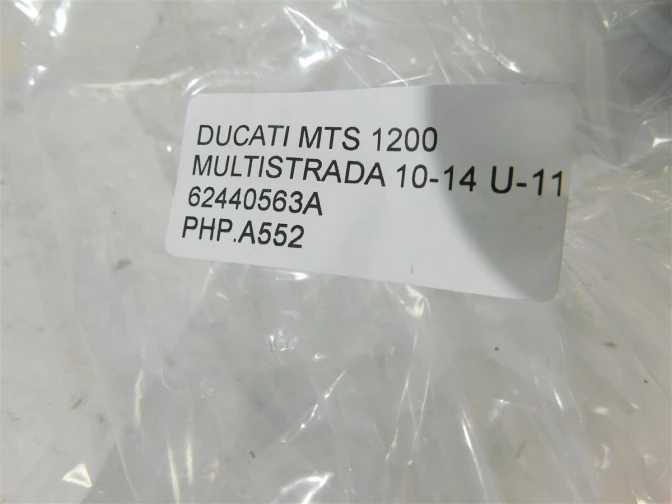 DUCATI MTS 1200
MULTISTRADA 10-14 U-11
62440563A
PHP.A552